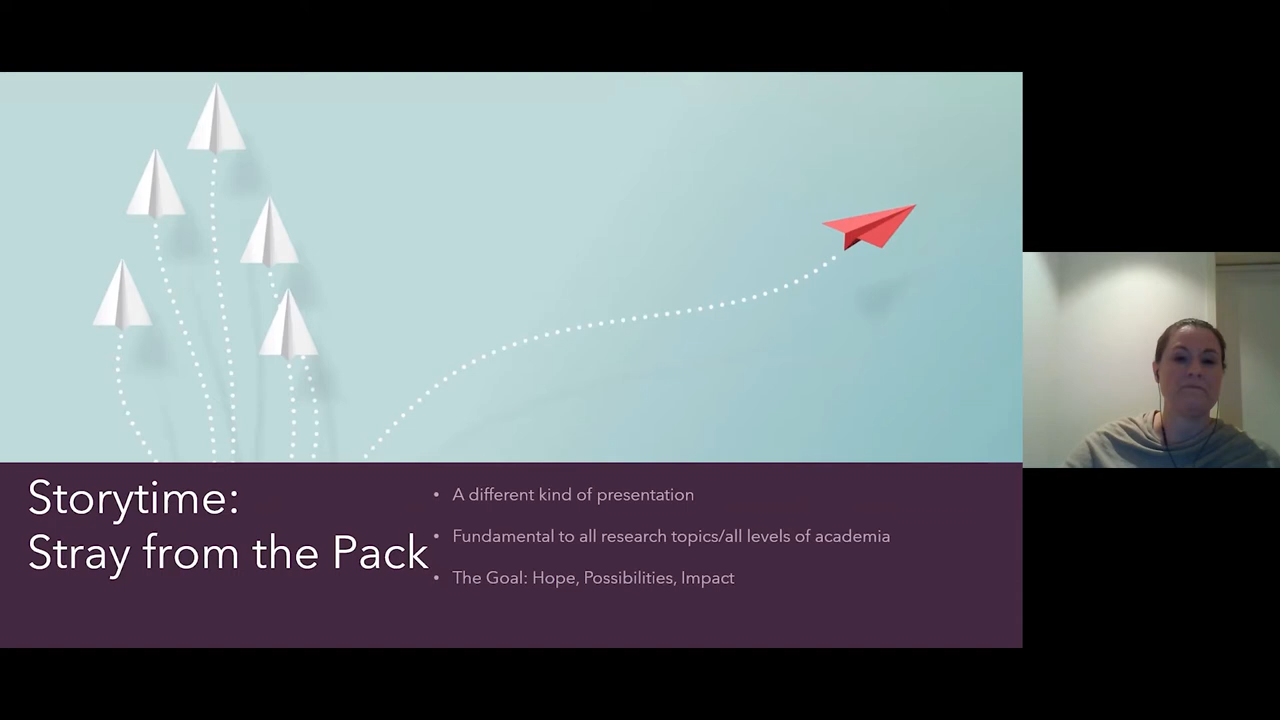 Storytime:
Stray from the Pack
• A different kind of presentation
• Fundamental to all research topics/all levels of academia
• The Goal: Hope, Possibilities, Impact